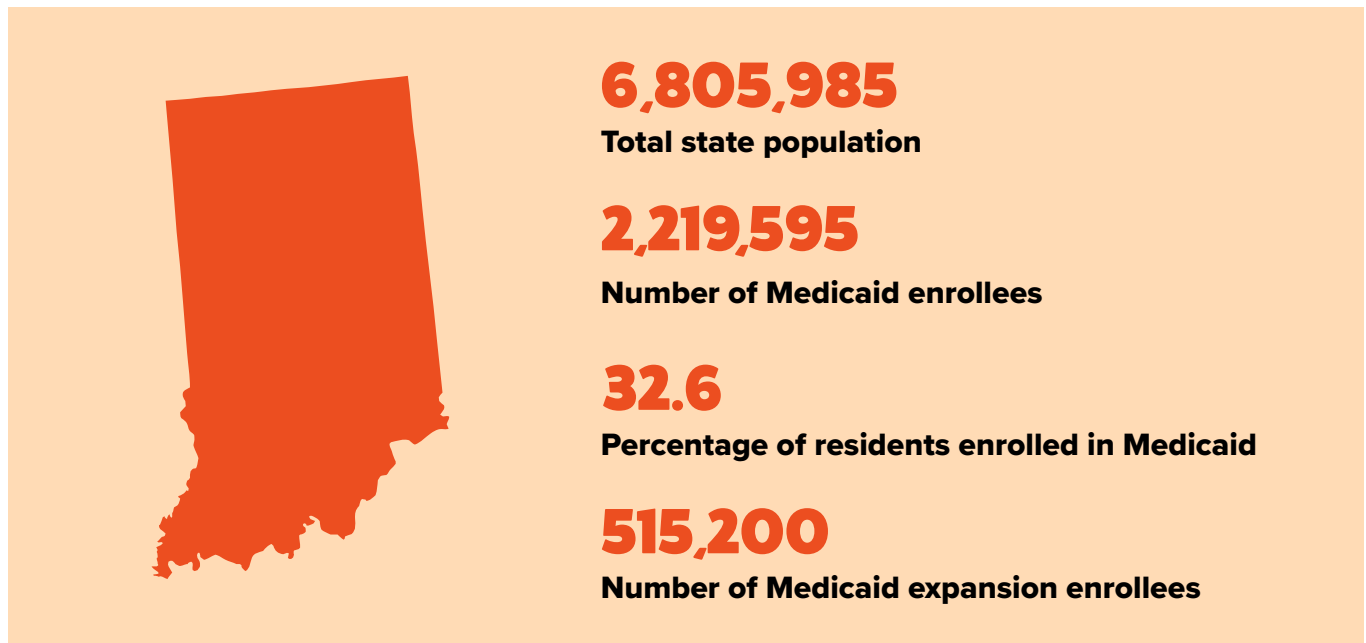 6,805,985
Total state population
2,219,595
Number of Medicaid enrollees
32.6
Percentage of residents enrolled in Medicaid
515,200
Number of Medicaid expansion enrollees